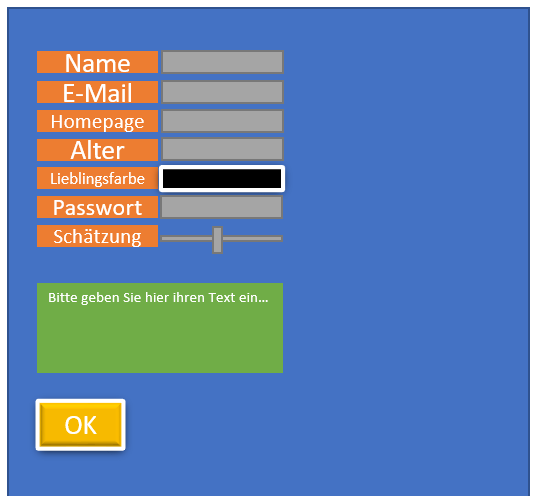 Name
E-Mail
Homepage
Alter
Lieblingsfarbe
Passwort
Schätzung
Bitte geben Sie hier ihren Text ein...
OK